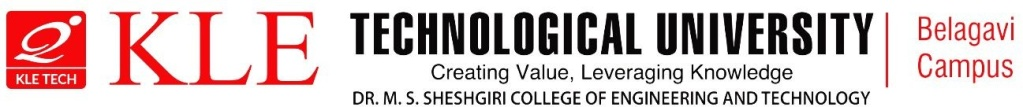 KLE TECH
KLE
TECHNOLOGICAL UNIVERSITY
Creating Value, Leveraging Knowledge
DR. M. S. SHESHGIRI COLLEGE OF ENGINEERING AND TECHNOLOGY
Belagavi
Campus